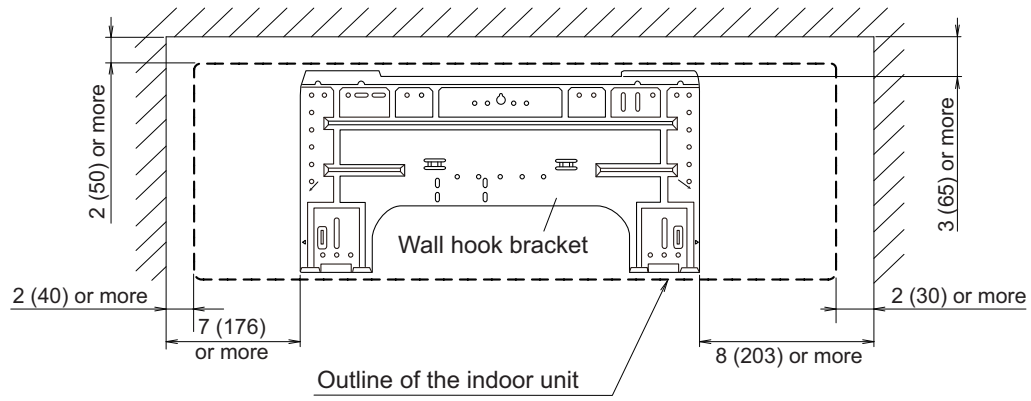 2 (50) or more
3 (65) or more
Wall hook bracket
2 (40) or more
2 (30) or more
7 (176)
or more
8 (203) or more
Outline of the indoor unit